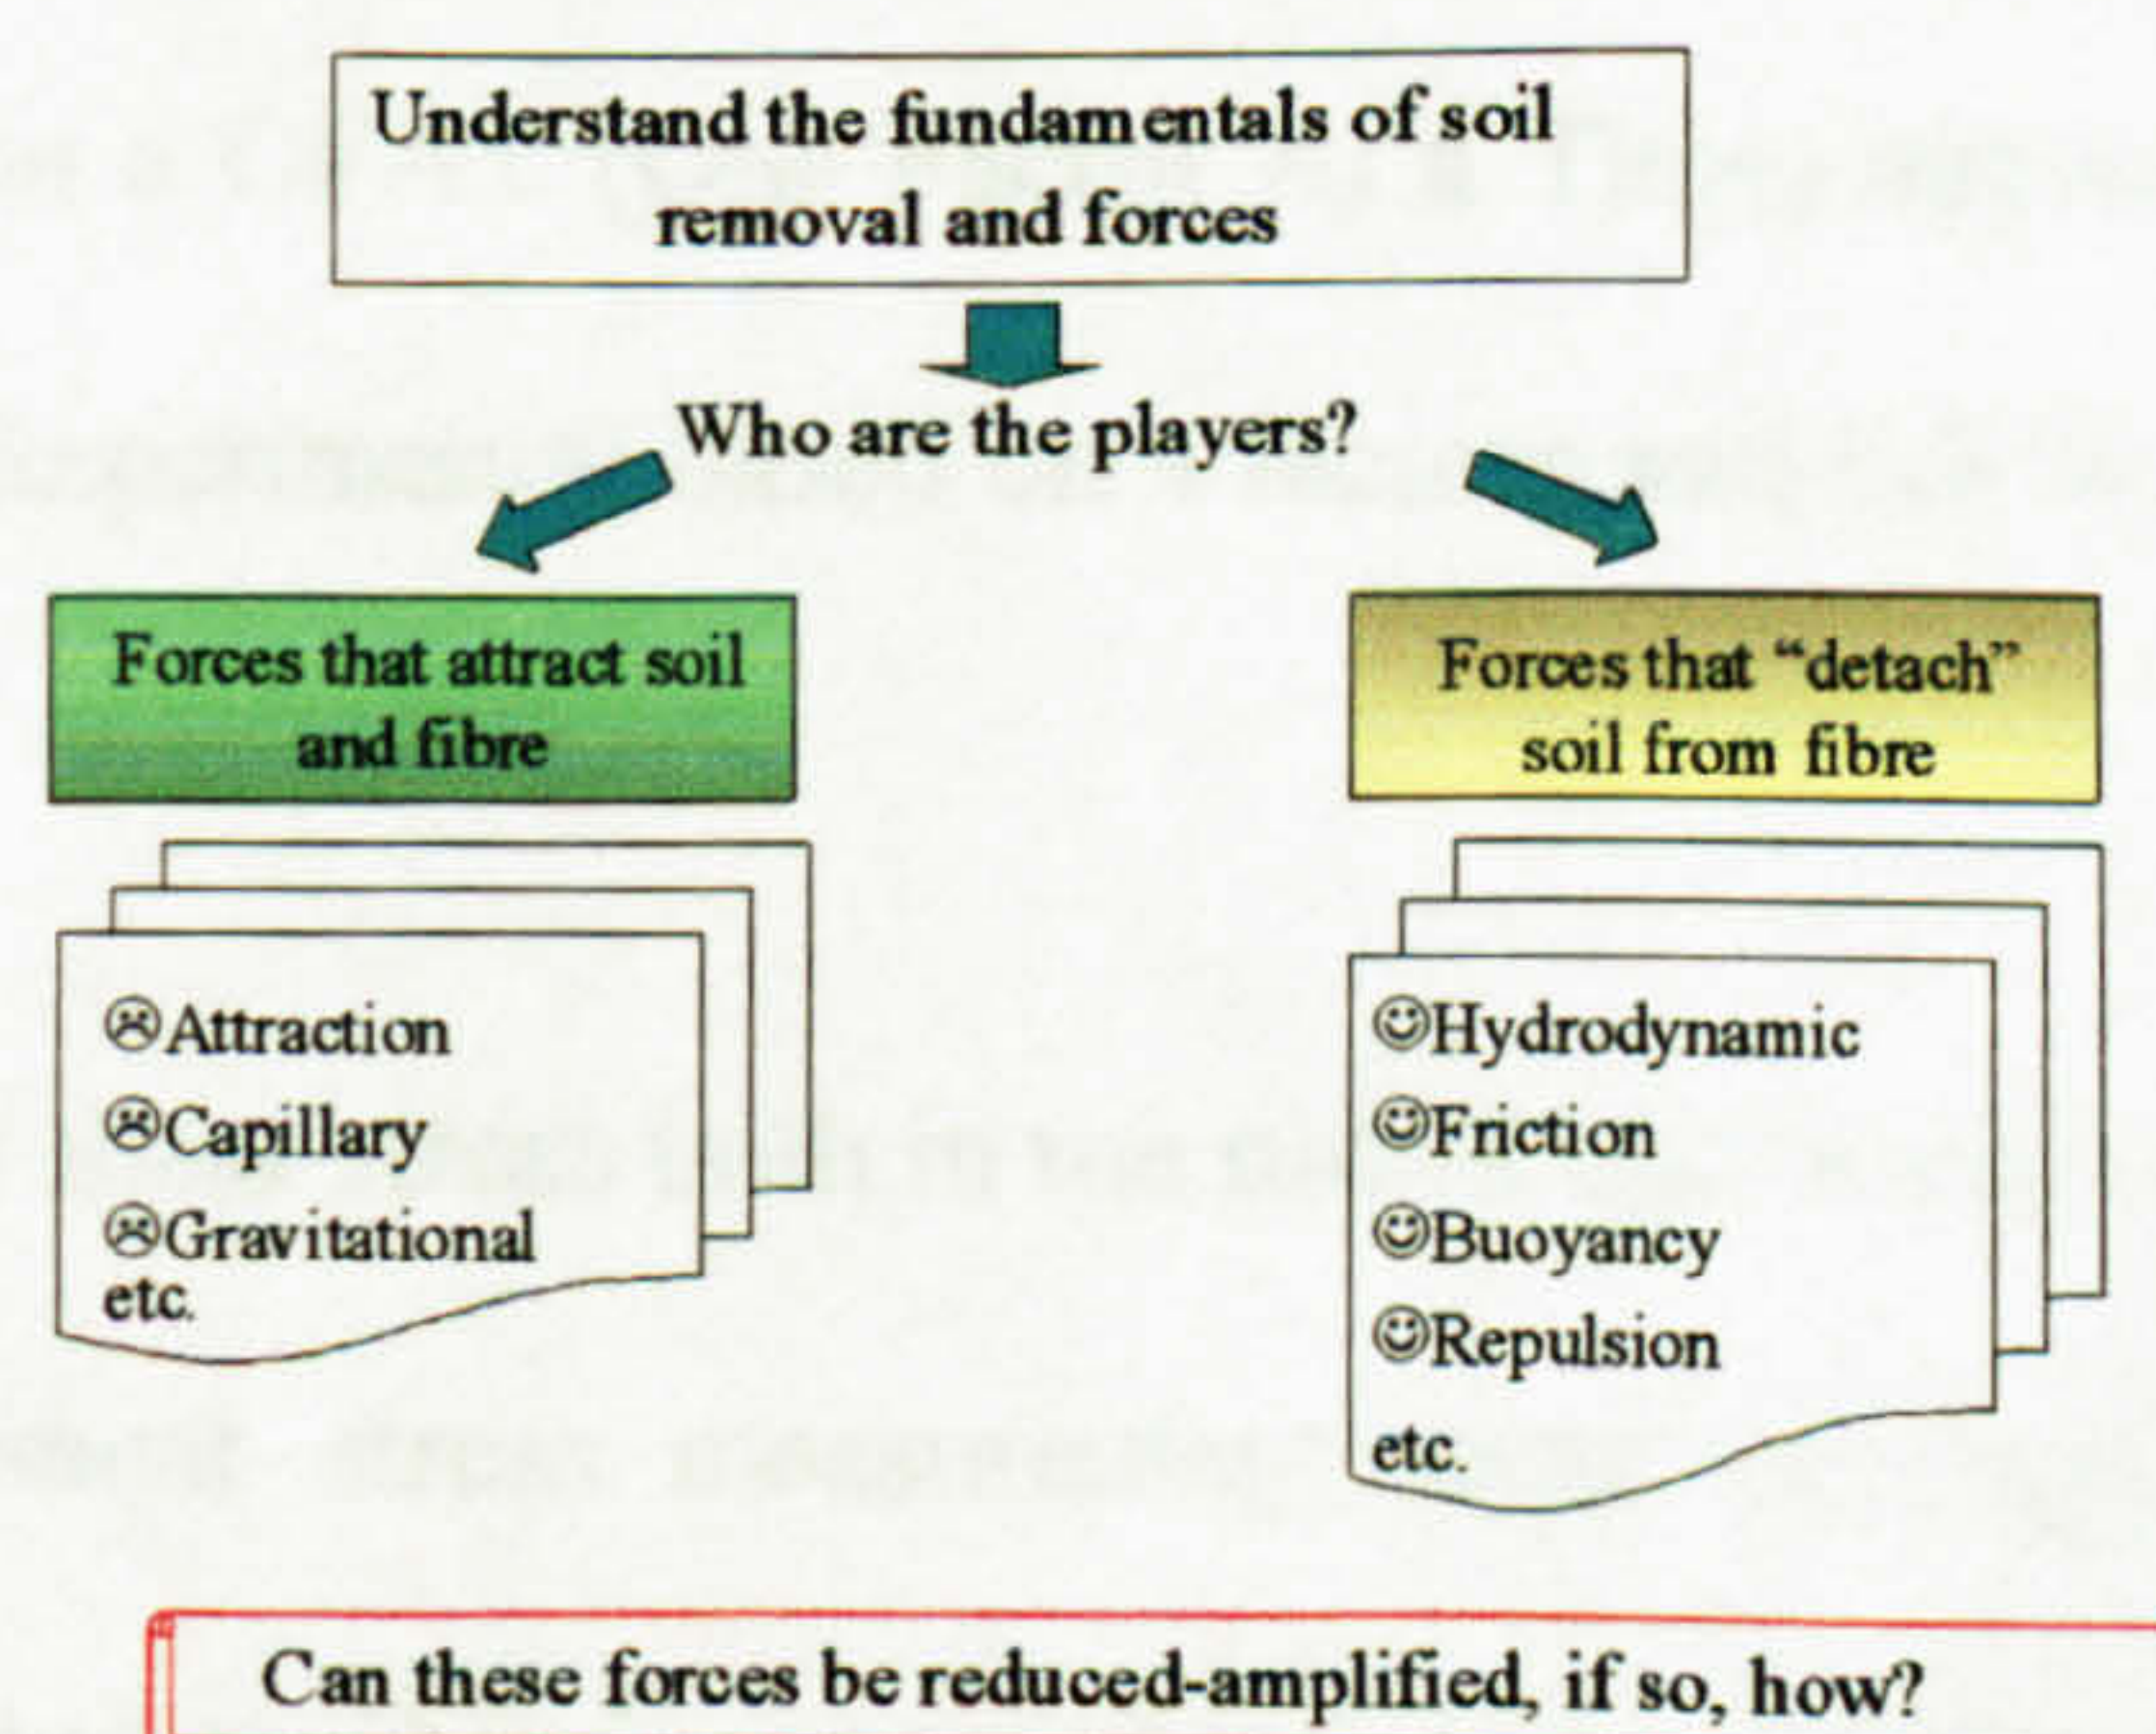 Understand the fundamentals of soil
removal and forces
Who are the players?
Forces that attract soil
and fibre
Forces that “detach”
soil from fibre
☹Attraction
☹Capillary
☹Gravitational
etc.
☺Hydrodynamic
☺Friction
☺Buoyancy
☺Repulsion
etc.
Can these forces be reduced-amplified, if so, how?